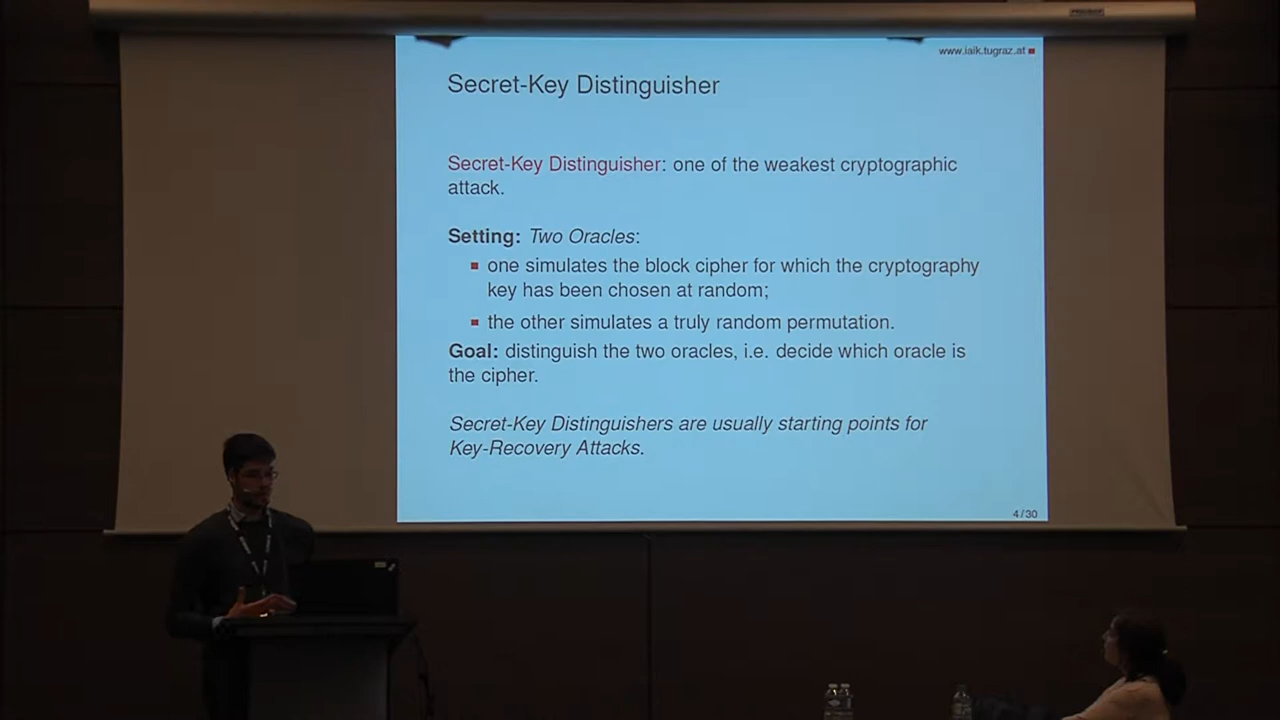 www.iaik.tugraz.at
Secret-Key Distinguisher
Secret-Key Distinguisher: one of the weakest cryptographic
attack.
Setting: Two Oracles:
one simulates the block cipher for which the cryptography
key has been chosen at random;
the other simulates a truly random permutation.
Goal: distinguish the two oracles, i.e. decide which oracle is
the cipher.
Secret-Key Distinguishers are usually starting points for
Key-Recovery Attacks.
4/30